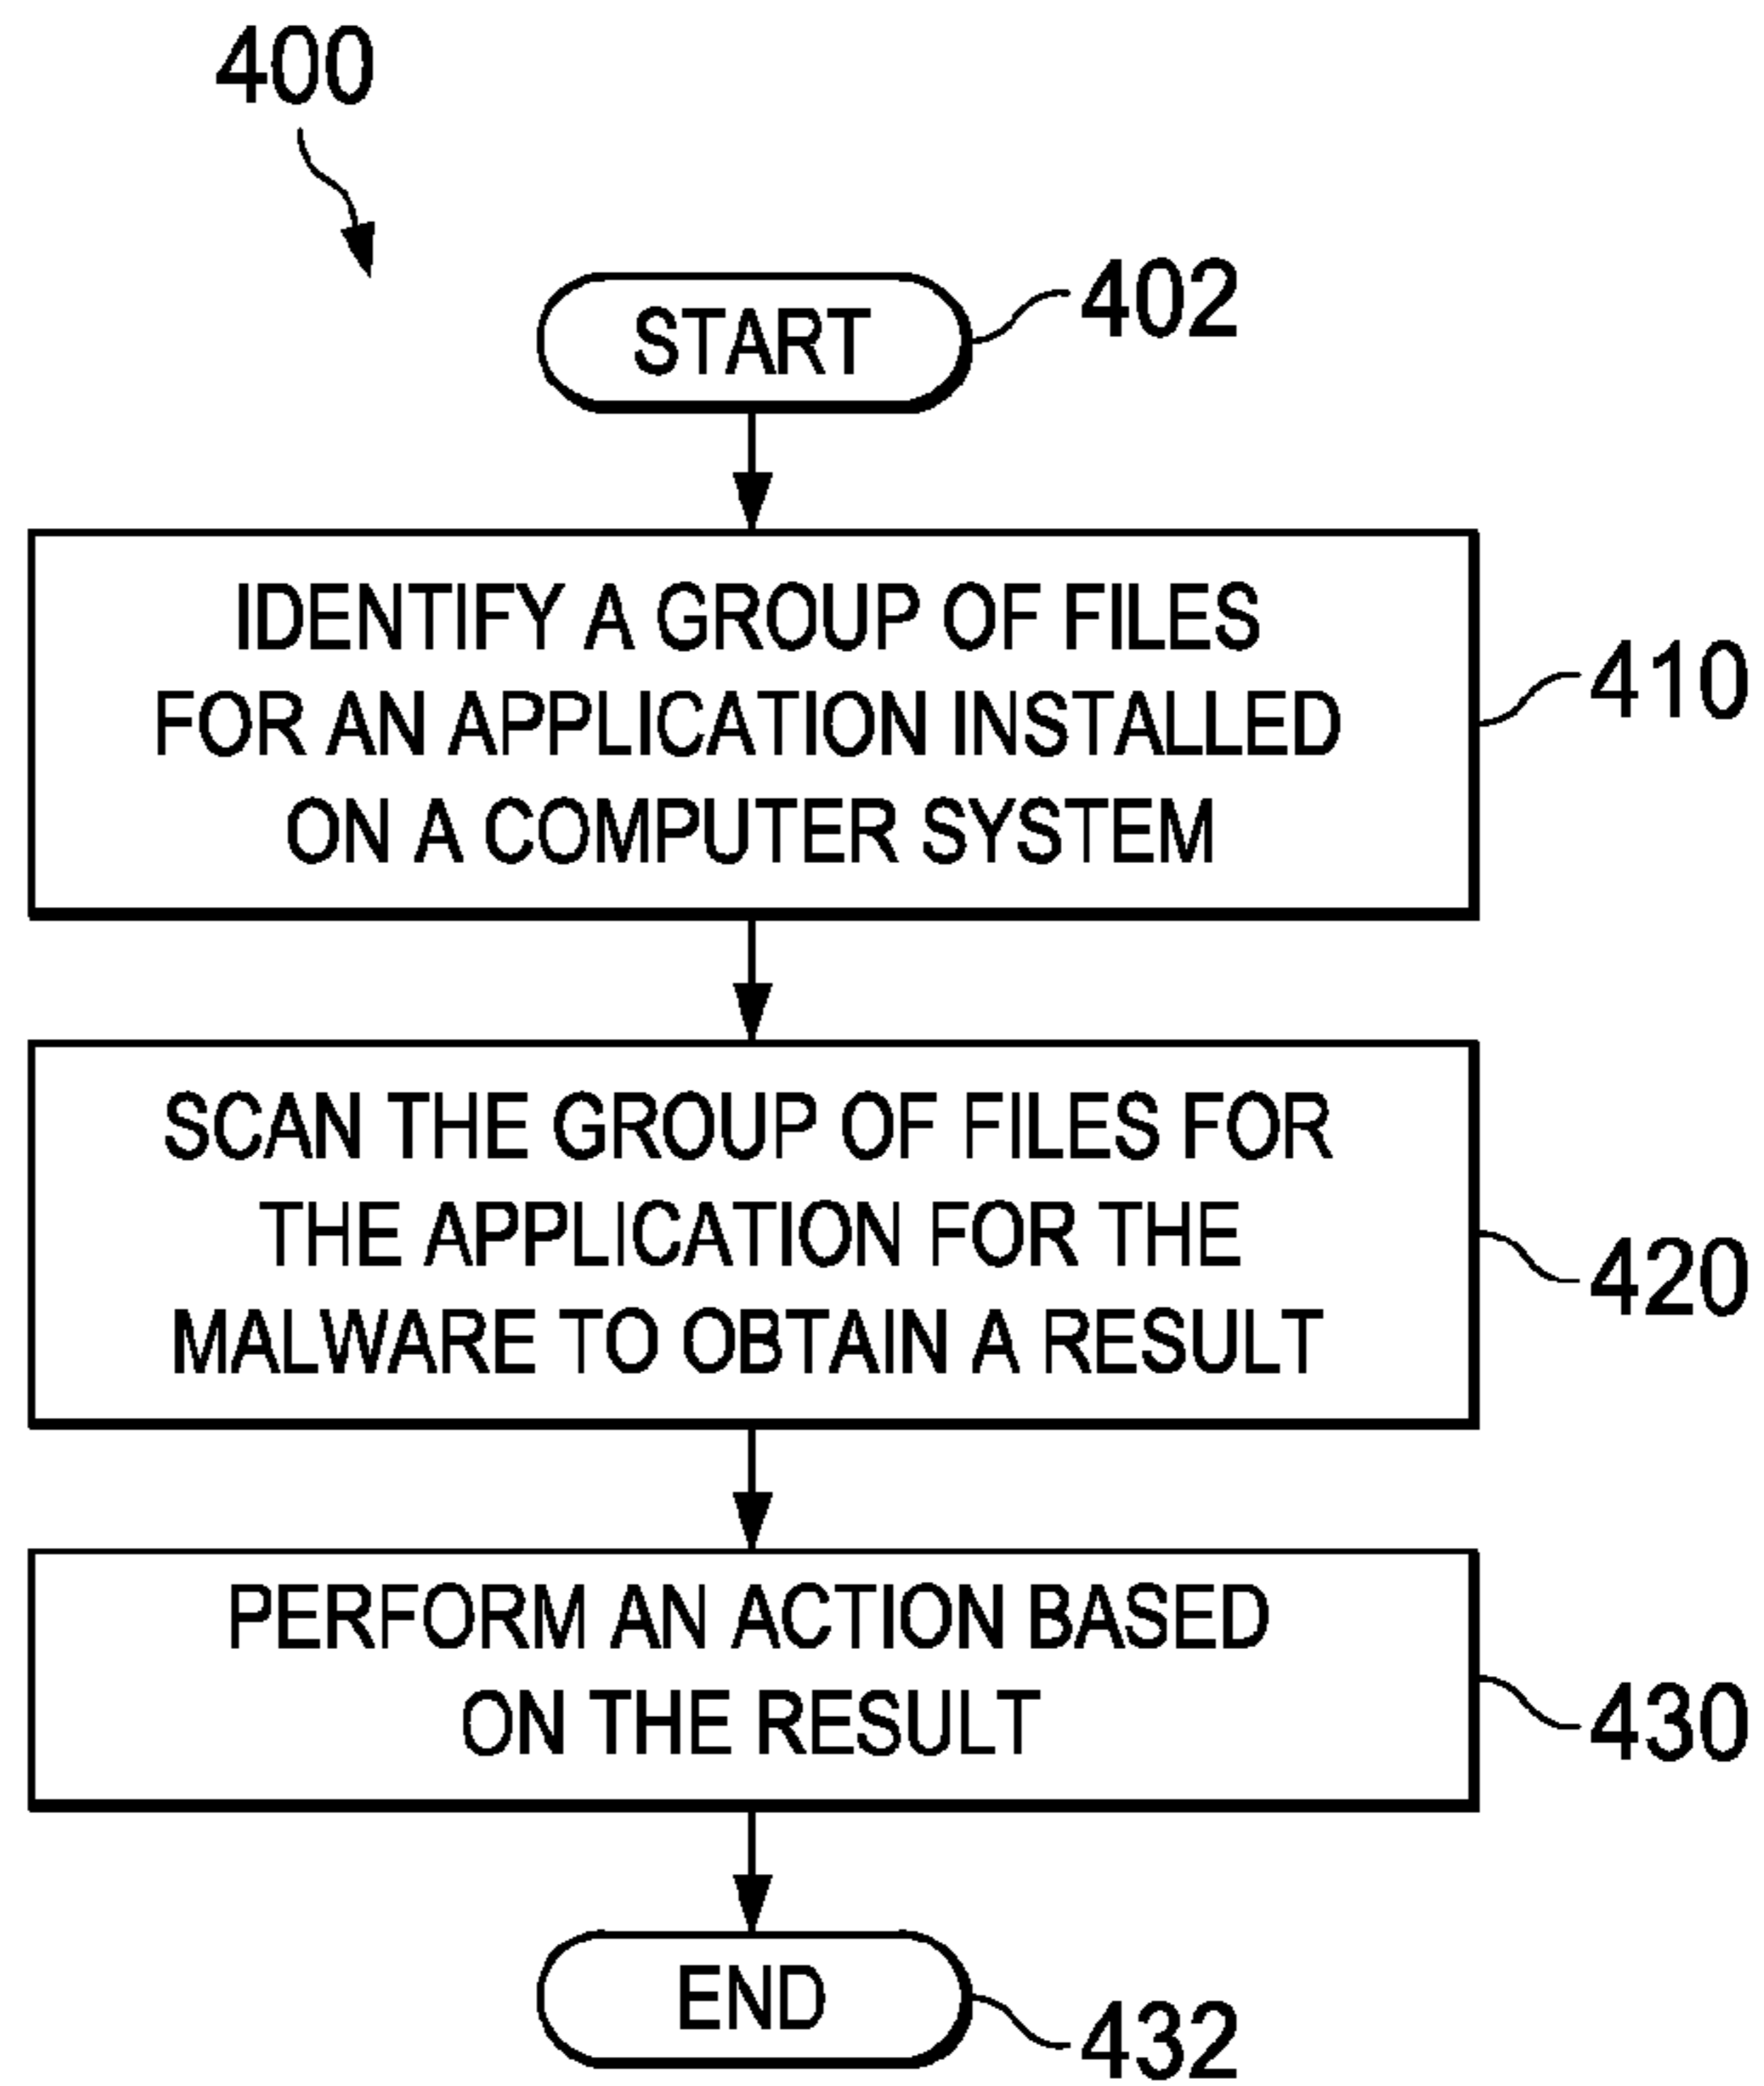 400
START
402
IDENTIFY A GROUP OF FILES
FOR AN APPLICATION INSTALLED
ON A COMPUTER SYSTEM
410
SCAN THE GROUP OF FILES FOR
THE APPLICATION FOR THE
MALWARE TO OBTAIN A RESULT
420
PERFORM AN ACTION BASED
ON THE RESULT
430
END
432